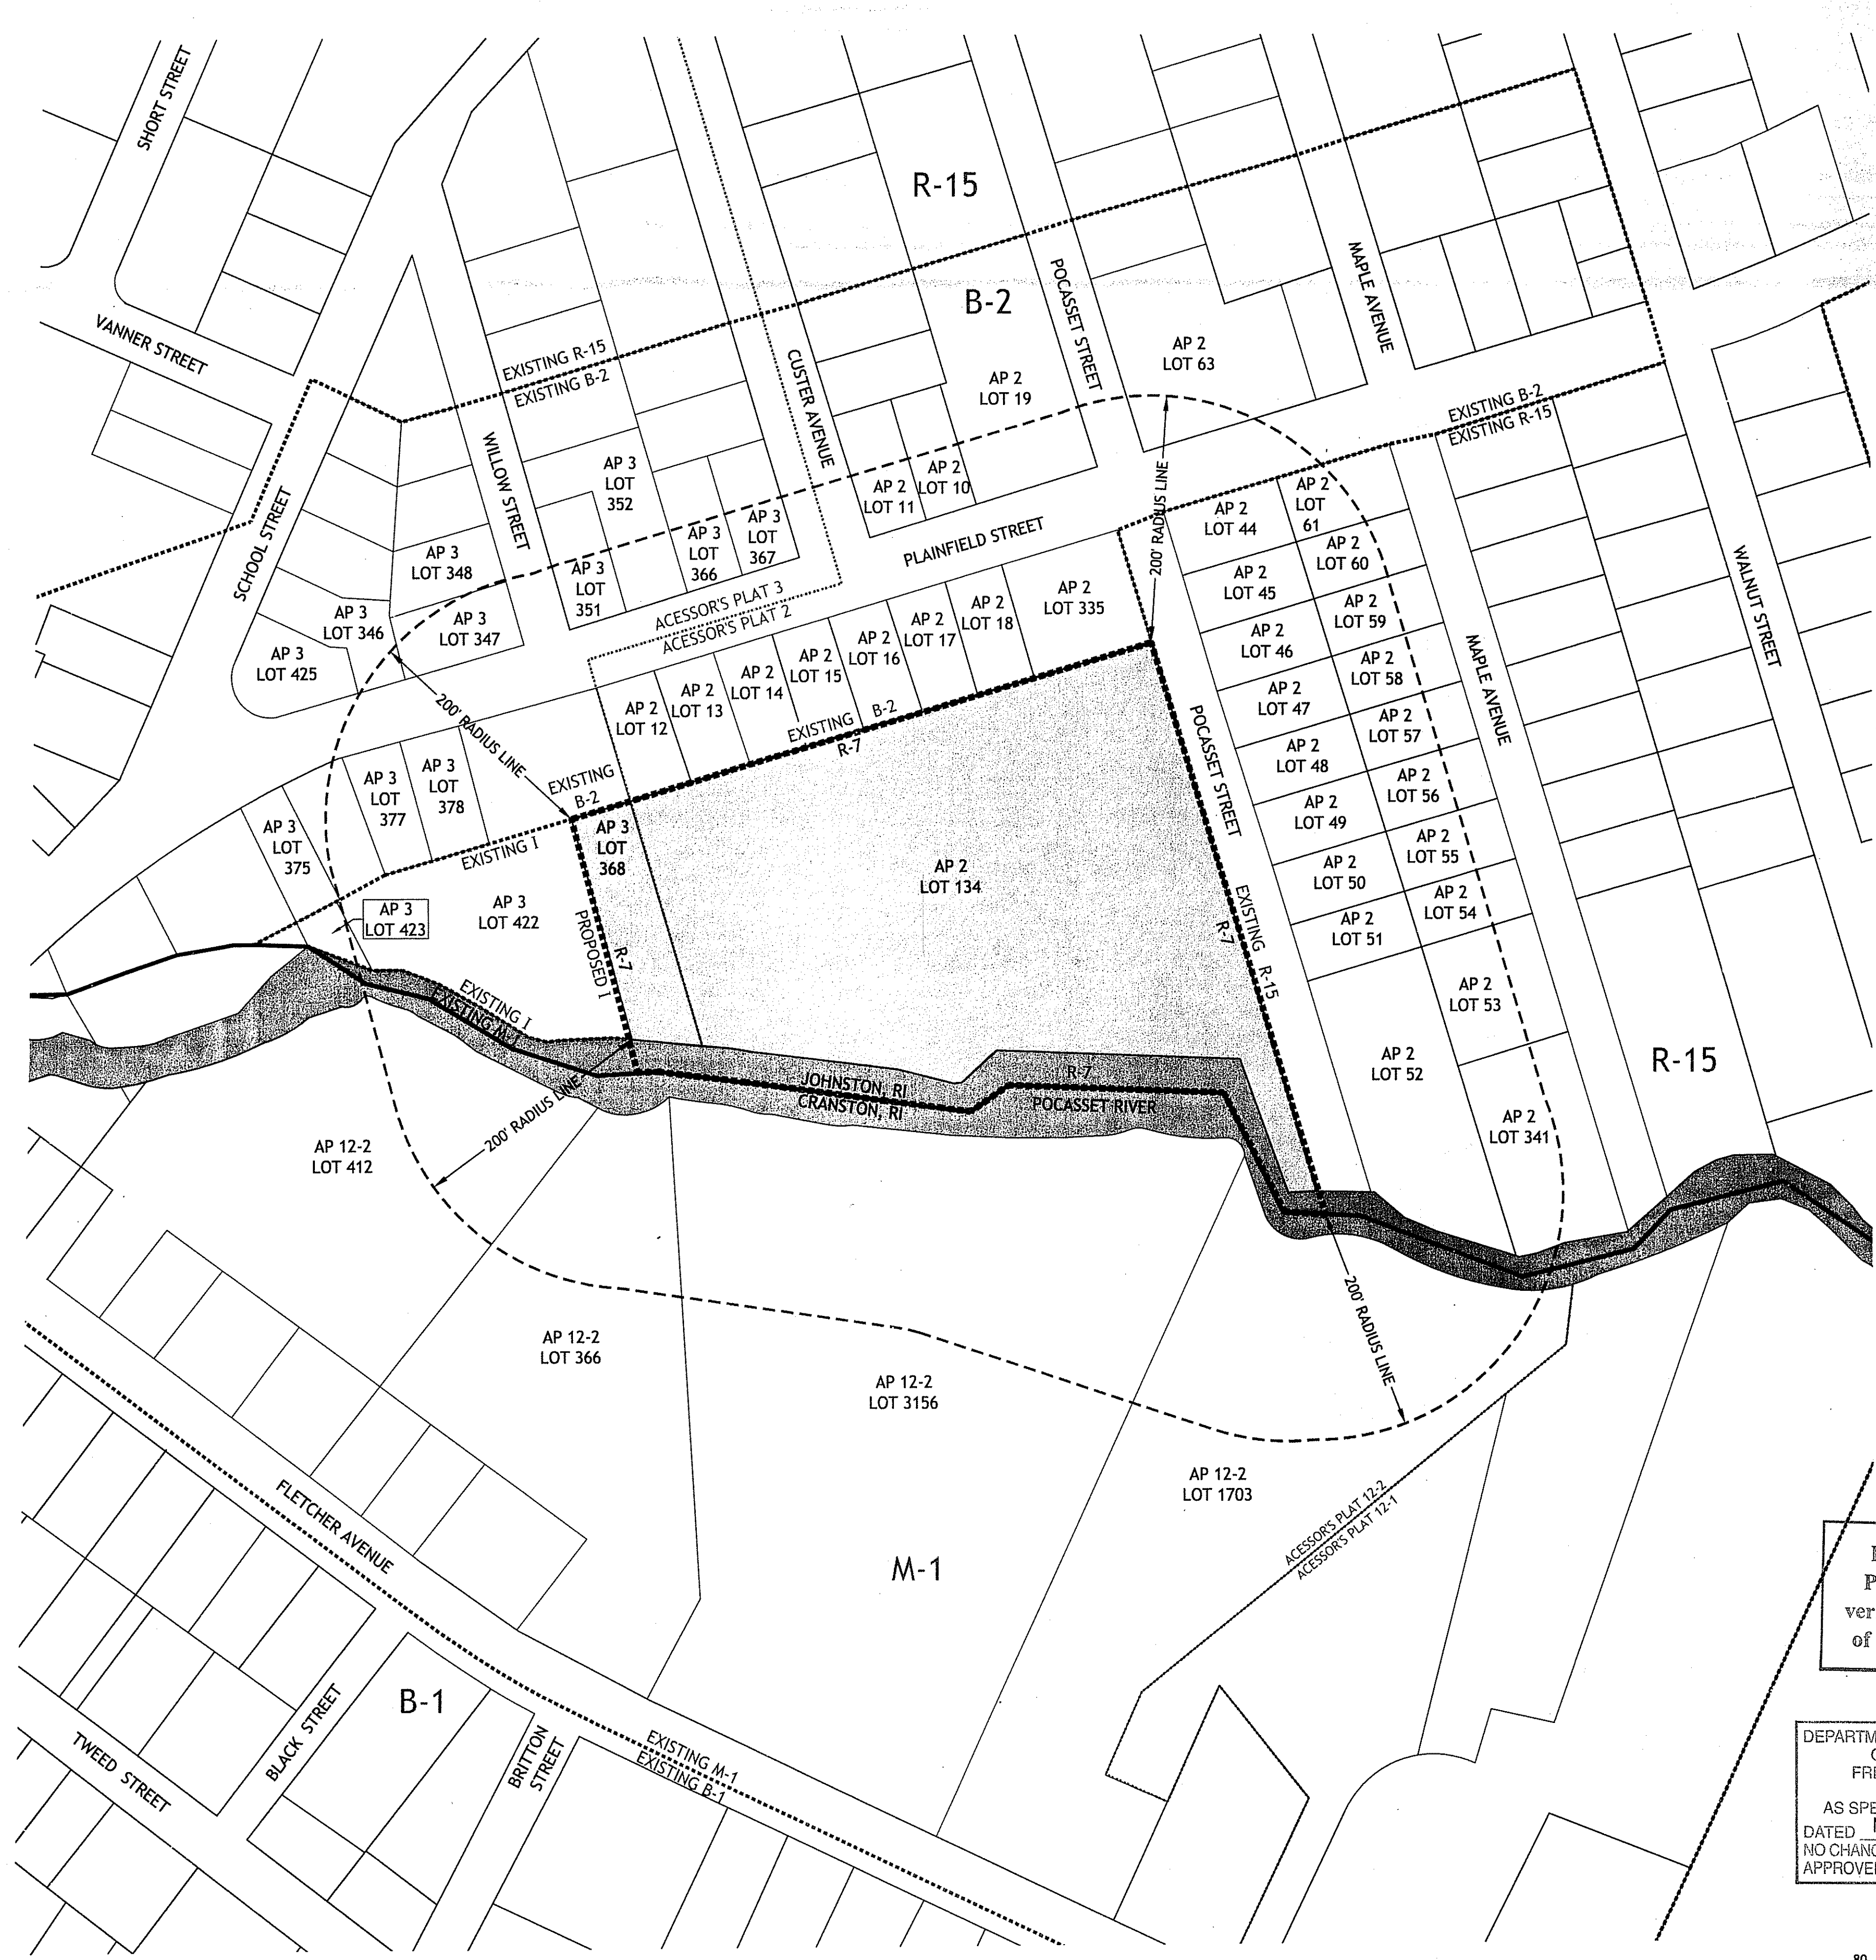 SHORT STREET
R-15
B-2
VANNER STREET
EXISTING R-15
EXISTING B-2
CUSTER AVENUE
POCASSET STREET
MAPLE AVENUE
AP 2
LOT 63
AP 2
LOT 19
EXISTING B-2
EXISTING R-15
SCHOOL STREET
WILLOW STREET
AP 3
LOT
352
AP 2
LOT 11
AP 2
LOT 10
200' RADIUS LINE
AP 2
LOT 44
AP 2
LOT
61
AP 3
LOT 348
AP 3
LOT
351
AP 3
LOT
366
AP 3
LOT
367
PLAINFIELD STREET
AP 2
LOT 60
AP 2
LOT 45
AP 2
LOT 59
WALNUT STREET
AP 3
LOT 346
AP 3
LOT 347
ACESSOR'S PLAT 3
ACESSOR'S PLAT 2
AP 3
LOT 425
AP 2
LOT 12
AP 2
LOT 13
AP 2
LOT 14
AP 2
LOT 15
AP 2
LOT 16
AP 2
LOT 17
AP 2
LOT 18
AP 2
LOT 335
AP 2
LOT 46
AP 2
LOT 58
MAPLE AVENUE
AP 2
LOT 47
AP 2
LOT 57
200' RADIUS LINE
EXISTING B-2
R-7
POCASSET STREET
AP 2
LOT 48
AP 2
LOT 56
EXISTING
B-2
AP 3
LOT
377
AP 3
LOT
378
AP 3
LOT
375
EXISTING I
AP 3
LOT
368
AP 2
LOT 134
AP 2
LOT 49
AP 2
LOT 55
AP 2
LOT 50
AP 2
LOT 54
AP 2
LOT 51
AP 3
LOT 423
AP 3
LOT 422
PROPOSED I
R-7
EXISTING R-15
R-7
AP 2
LOT 53
EXISTING I
EXISTING M-1
AP 2
LOT 52
R-15
JOHNSTON, RI
CRANSTON, RI
R-7
POCASSET RIVER
200' RADIUS LINE
AP 2
LOT 341
AP 12-2
LOT 412
200' RADIUS LINE
AP 12-2
LOT 366
AP 12-2
LOT 3156
AP 12-2
LOT 1703
ACESSOR'S PLAT 12-2
ACESSOR'S PLAT 12-1
FLETCHER AVENUE
M-1
B-1
BLACK STREET
BRITTON
STREET
TWEED STREET
EXISTING M-1
EXISTING B-1
ver
of
DEPARTM
FRE
AS SPE
DATED
NO CHANG
APPROVE